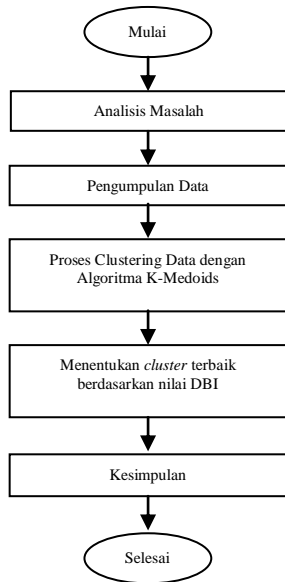 Mulai
Analisis Masalah
Pengumpulan Data
Proses Clustering Data dengan
Algoritma K-Medoids
Menentukan cluster terbaik
berdasarkan nilai DBI
Kesimpulan
Selesai